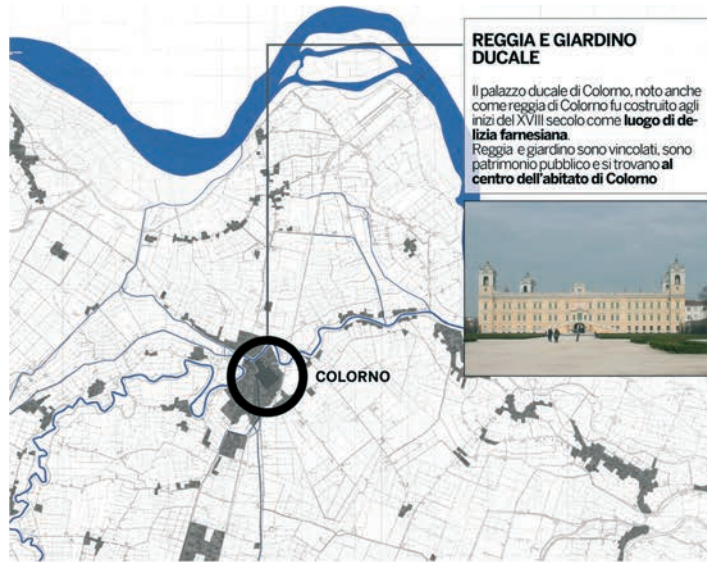 REGGIA E GIARDINO
DUCALE
Il palazzo ducale di Colorno, noto anche
come reggia di Colorno fu costruito agli
inizi del XVIII secolo come luogo di de-
lizia farnesiana.
Reggia e giardino sono vincolati, sono
patrimonio pubblico e si trovano al
centro dell'abitato di Colorno
COLORNO